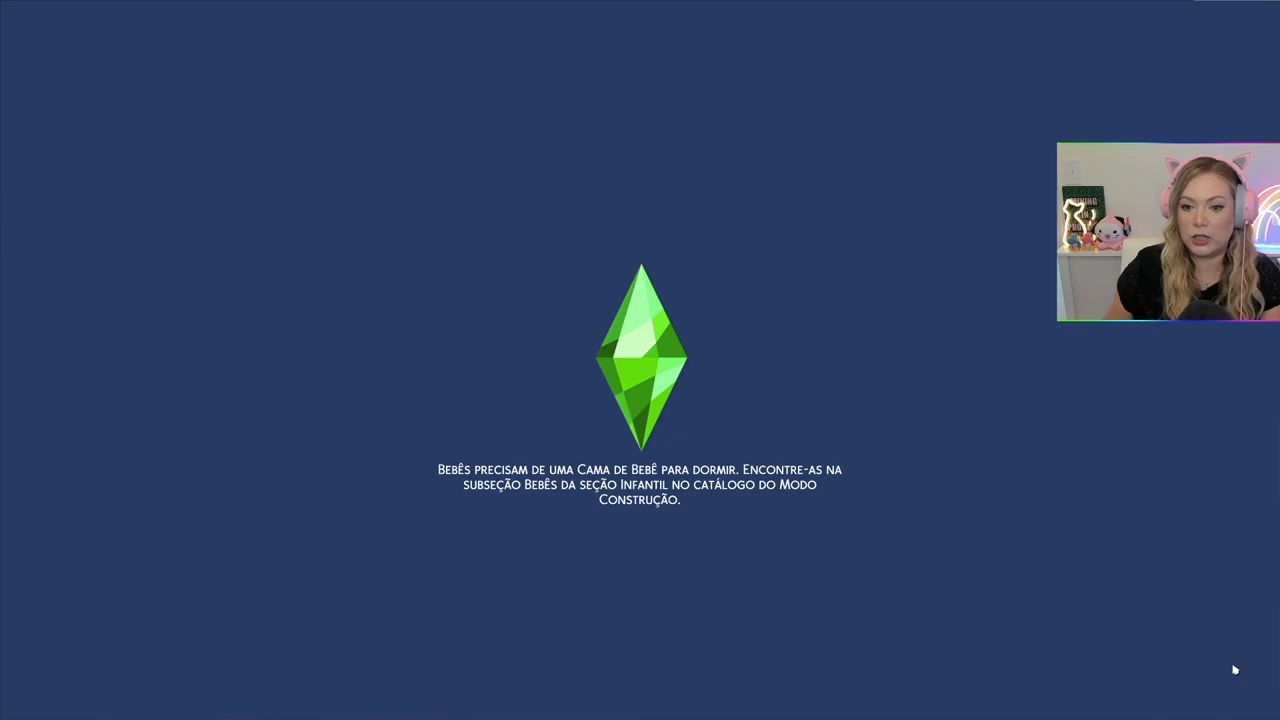 Bebês precisam de uma Cama de Bebê para dormir. Encontre-as na
subseção Bebês da seção Infantil no catálogo do Modo
Construção.